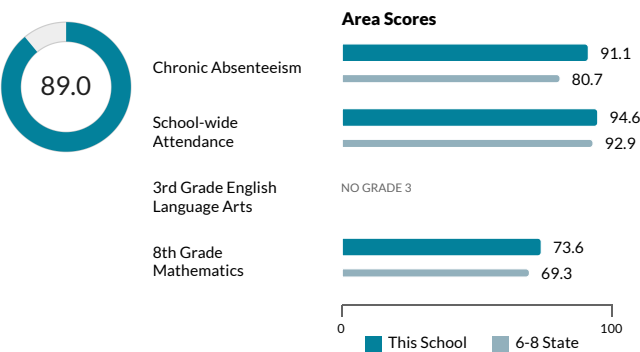 Area Scores
89.0
Chronic Absenteeism
91.1
80.7
School-wide
Attendance
94.6
92.9
3rd Grade English
Language Arts
NO GRADE 3
8th Grade
Mathematics
73.6
69.3
0
100
This School
6-8 State